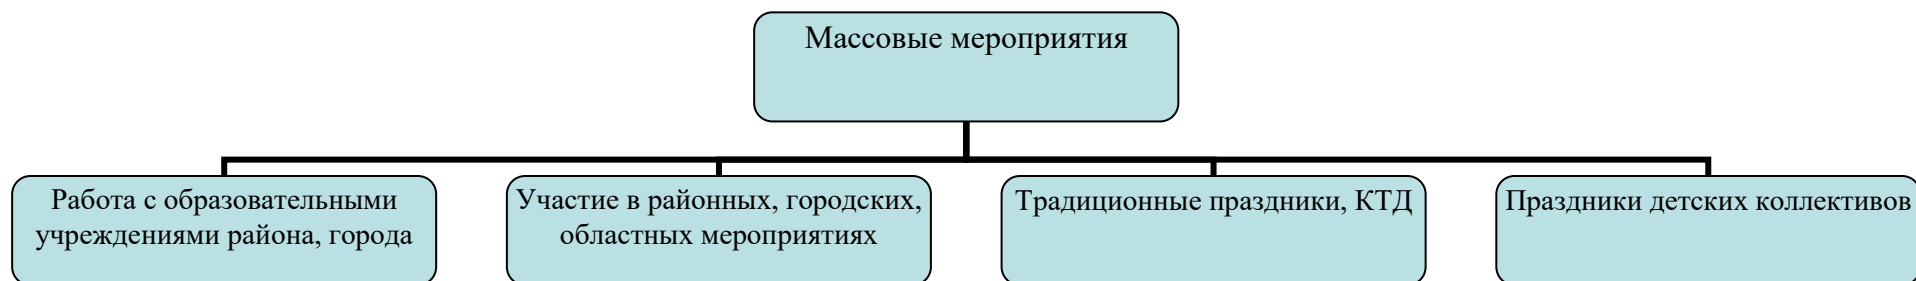 Массовые мероприятия
Работа с образовательными
учреждениями района, города
Участие в районных, городских,
областных мероприятиях
Традиционные праздники, КТД
Праздники детских коллективов